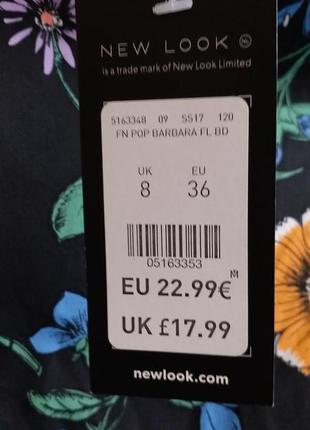 NEW LOOK NL
is a trade mark of New Look Limited
5163348 09 SS17 120
FN POP BARBARA FL BD
UK EU
8 36
05163353
M
EU 22.99€
UK £17.99
newlook.com